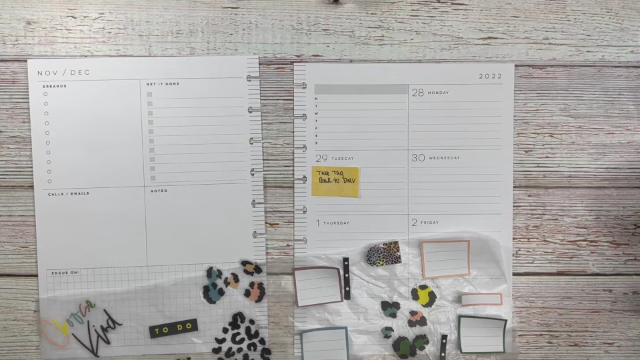 NOV / DEC
ERRANDS
GET IT DONE
CALLS / EMAILS
NOTES
FOCUS ON:
Choose
Kind
TO DO
2022
M
T
W
T
F
S
S
28 MONDAY
29 TUESDAY
30 WEDNESDAY
1 THURSDAY
2 FRIDAY